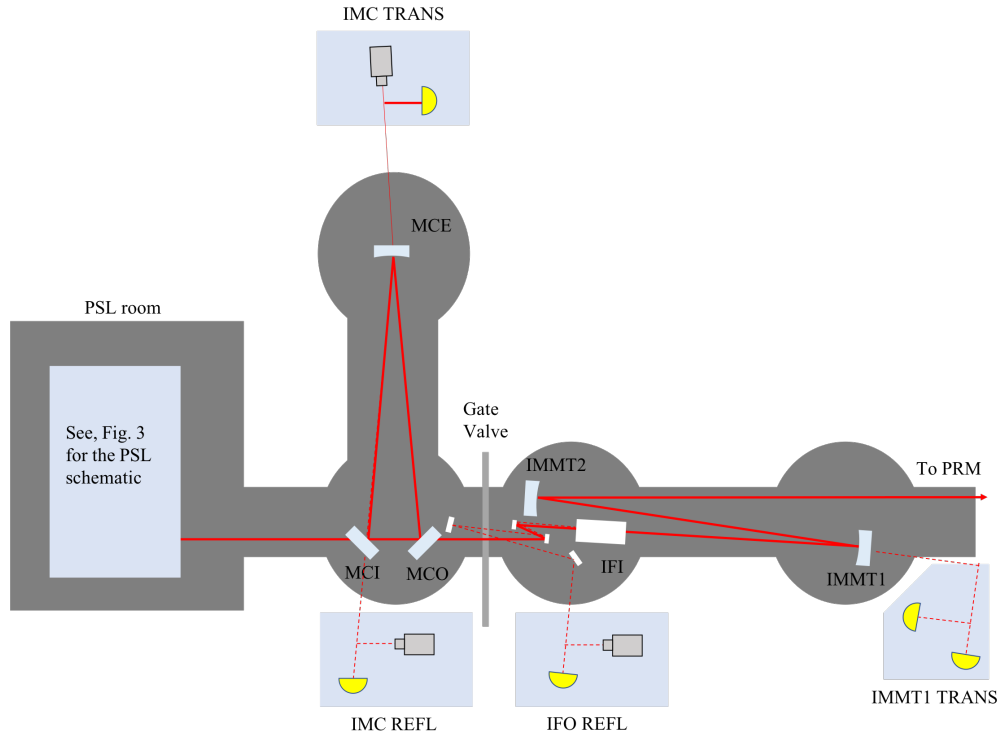 IMC TRANS
MCE
PSL room
See, Fig. 3
for the PSL
schematic
Gate
Valve
IMMT2
To PRM
MCI
MCO
IFI
IMMT1
IMC REFL
IFO REFL
IMMT1 TRANS